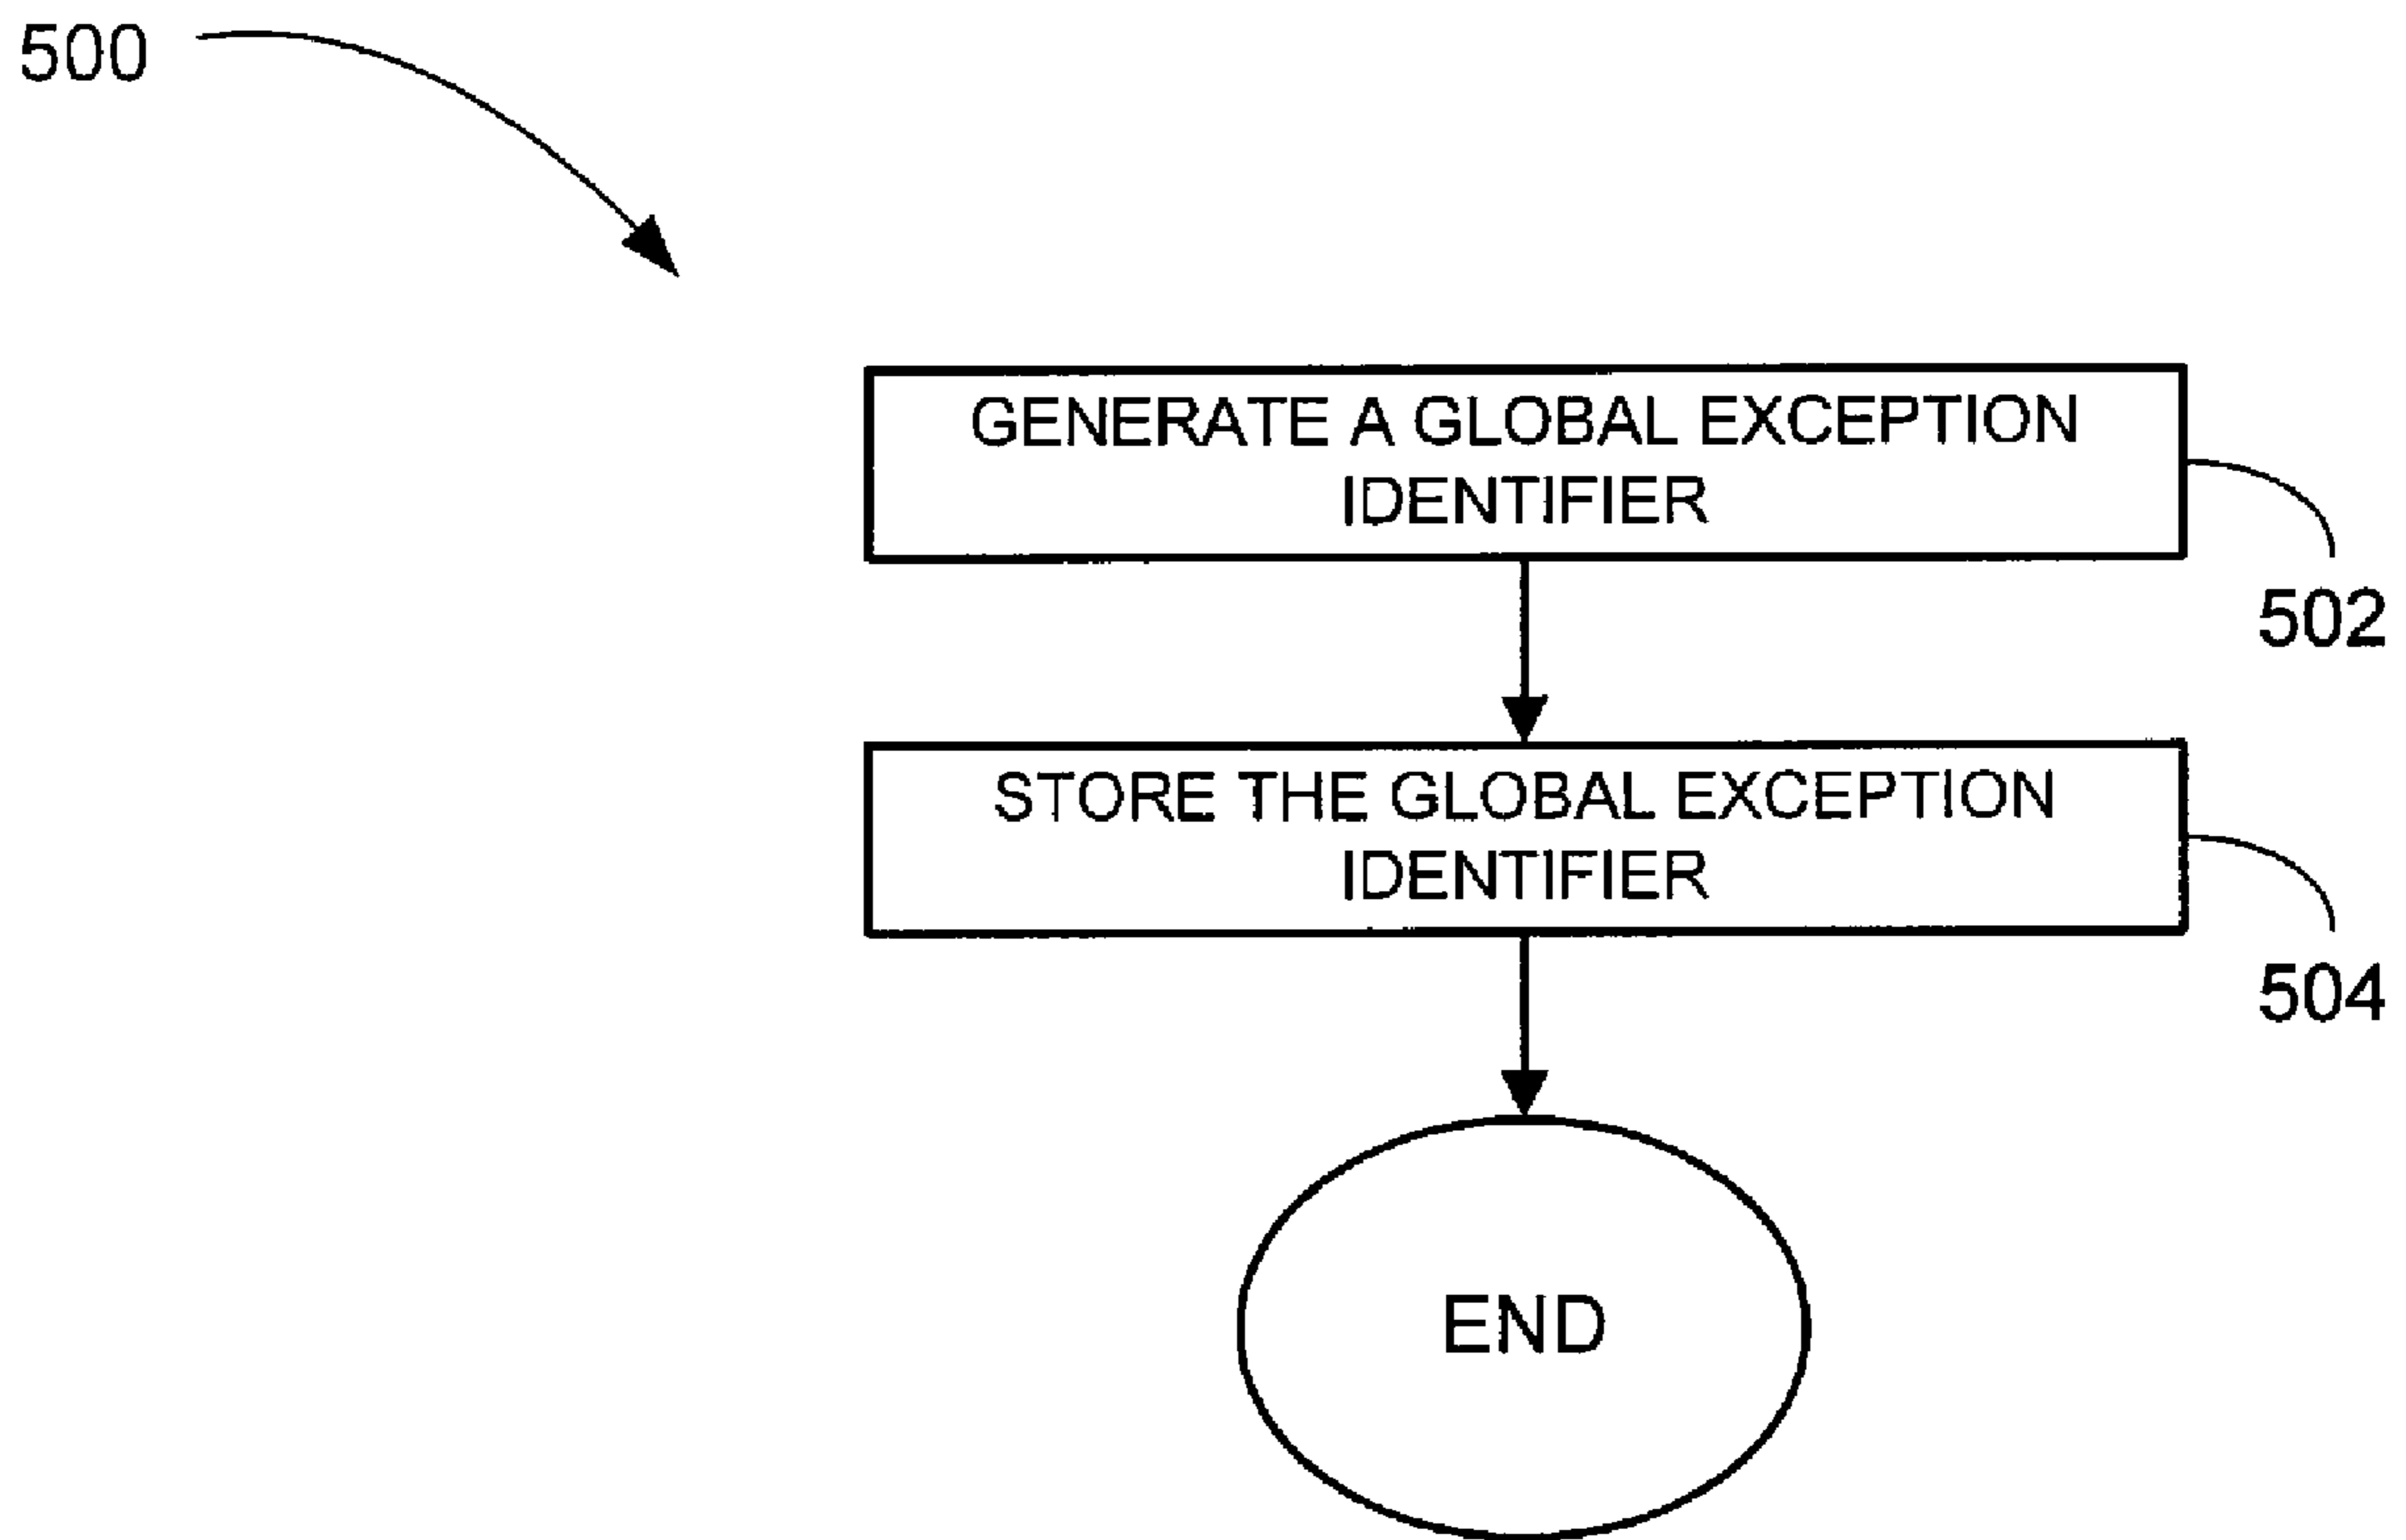 500
GENERATE A GLOBAL EXCEPTION
IDENTIFIER
502
STORE THE GLOBAL EXCEPTION
IDENTIFIER
504
END